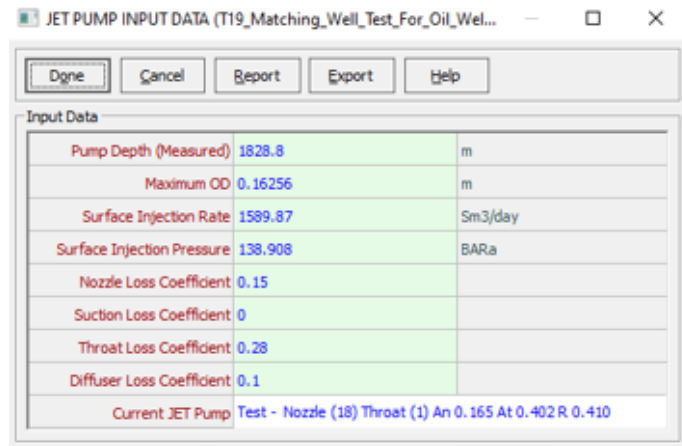 JET PUMP INPUT DATA (T19_Matching_Well_Test_For_Oil_Wel...
Done Cancel Report Export Help
Input Data
Pump Depth (Measured) 1828.8 m
Maximum OD 0.16256 m
Surface Injection Rate 1589.87 Sm3/day
Surface Injection Pressure 138.908 BARa
Nozzle Loss Coefficient 0.15
Suction Loss Coefficient 0
Throat Loss Coefficient 0.28
Diffuser Loss Coefficient 0.1
Current JET Pump Test - Nozzle (18) Throat (1) An 0.165 At 0.402 R 0.410